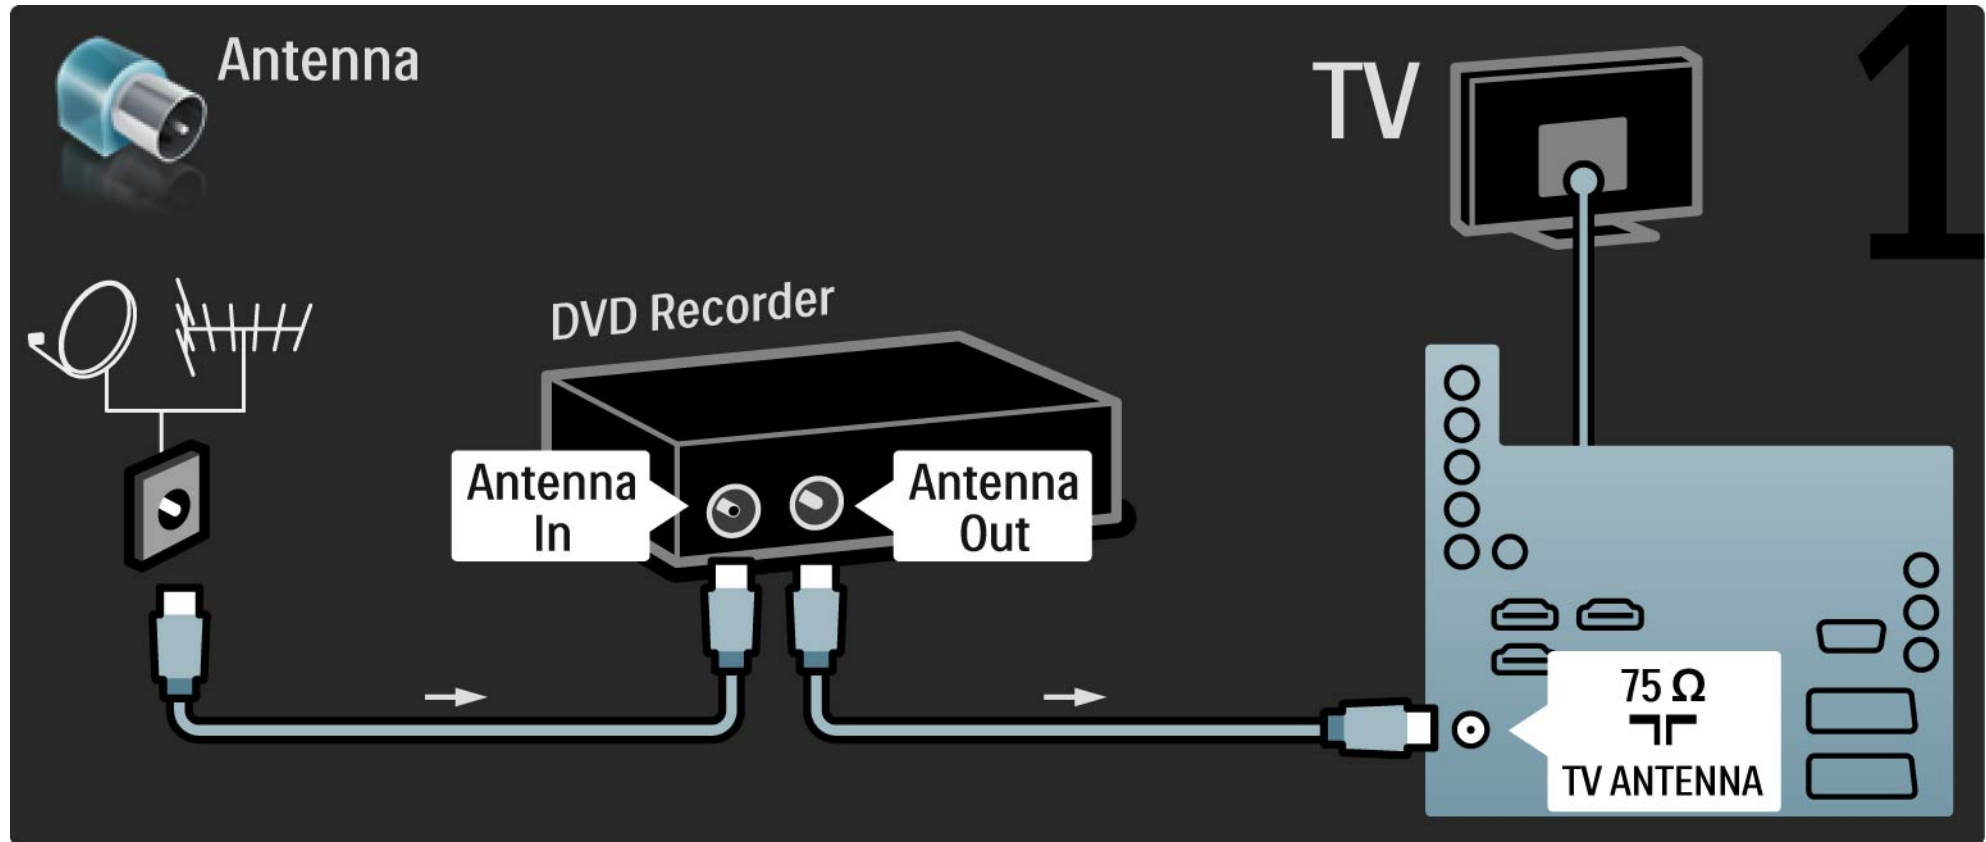 Antenna
TV
1
DVD Recorder
Antenna
In
Antenna
Out
75 Ω
TV ANTENNA